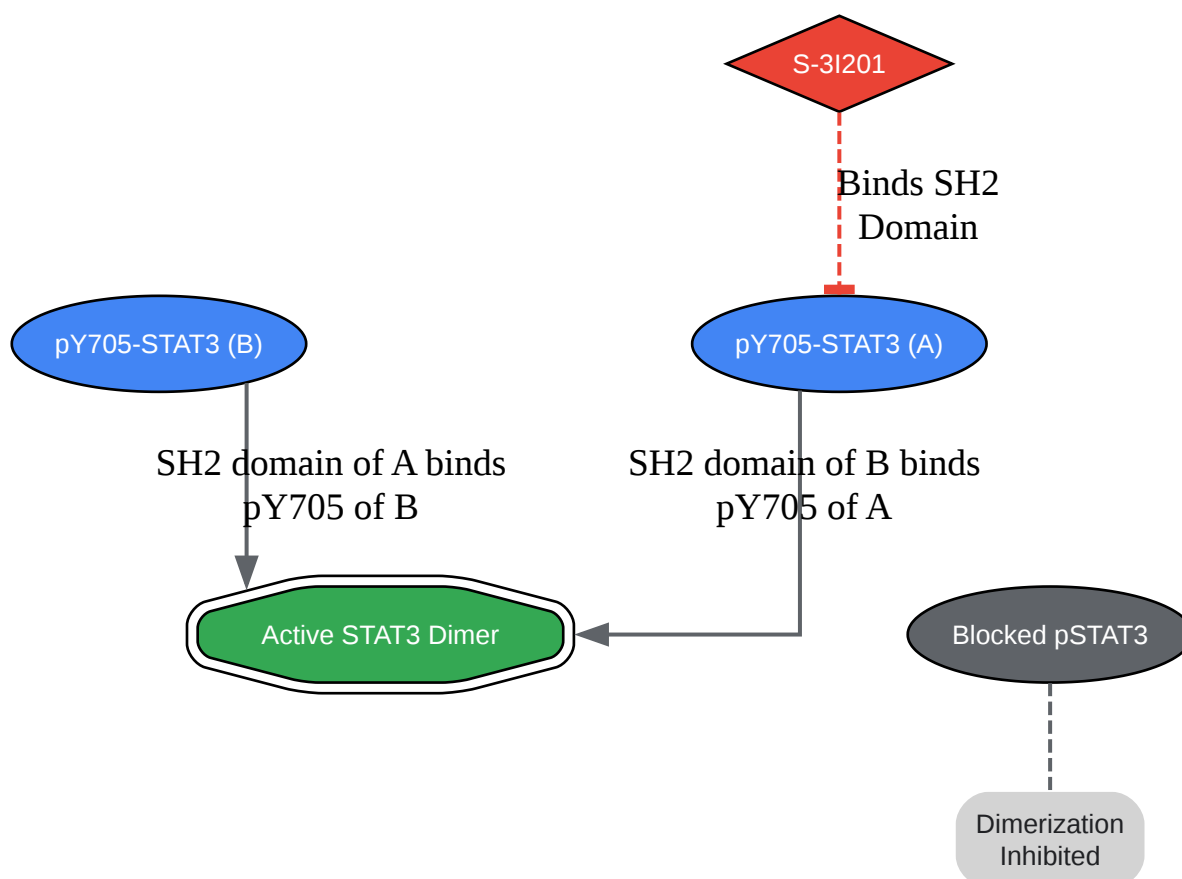 S-3I201
Binds SH2
Domain
pY705-STAT3 (B)
pY705-STAT3 (A)
SH2 domain of A binds
pY705 of B
SH2 domain of B binds
pY705 of A
Active STAT3 Dimer
Blocked pSTAT3
Dimerization
Inhibited